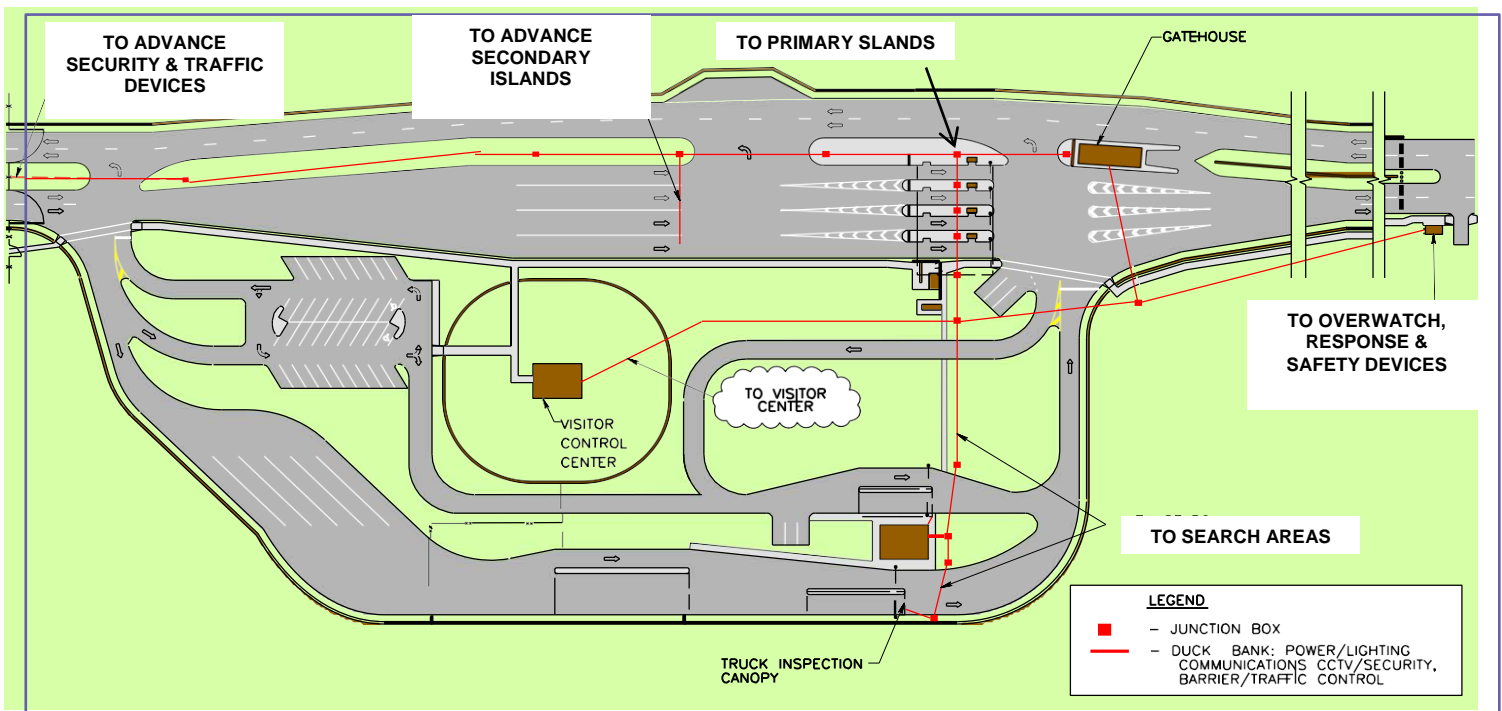 TO ADVANCE
SECURITY & TRAFFIC
DEVICES
TO ADVANCE
SECONDARY
ISLANDS
TO PRIMARY SLANDS
GATEHOUSE
TO OVERWATCH,
RESPONSE &
SAFETY DEVICES
TO VISITOR
CENTER
VISITOR
CONTROL
CENTER
TO SEARCH AREAS
TRUCK INSPECTION
CANOPY
LEGEND
– JUNCTION BOX
– DUCK BANK: POWER/LIGHTING
COMMUNICATIONS CCTV/SECURITY,
BARRIER/TRAFFIC CONTROL